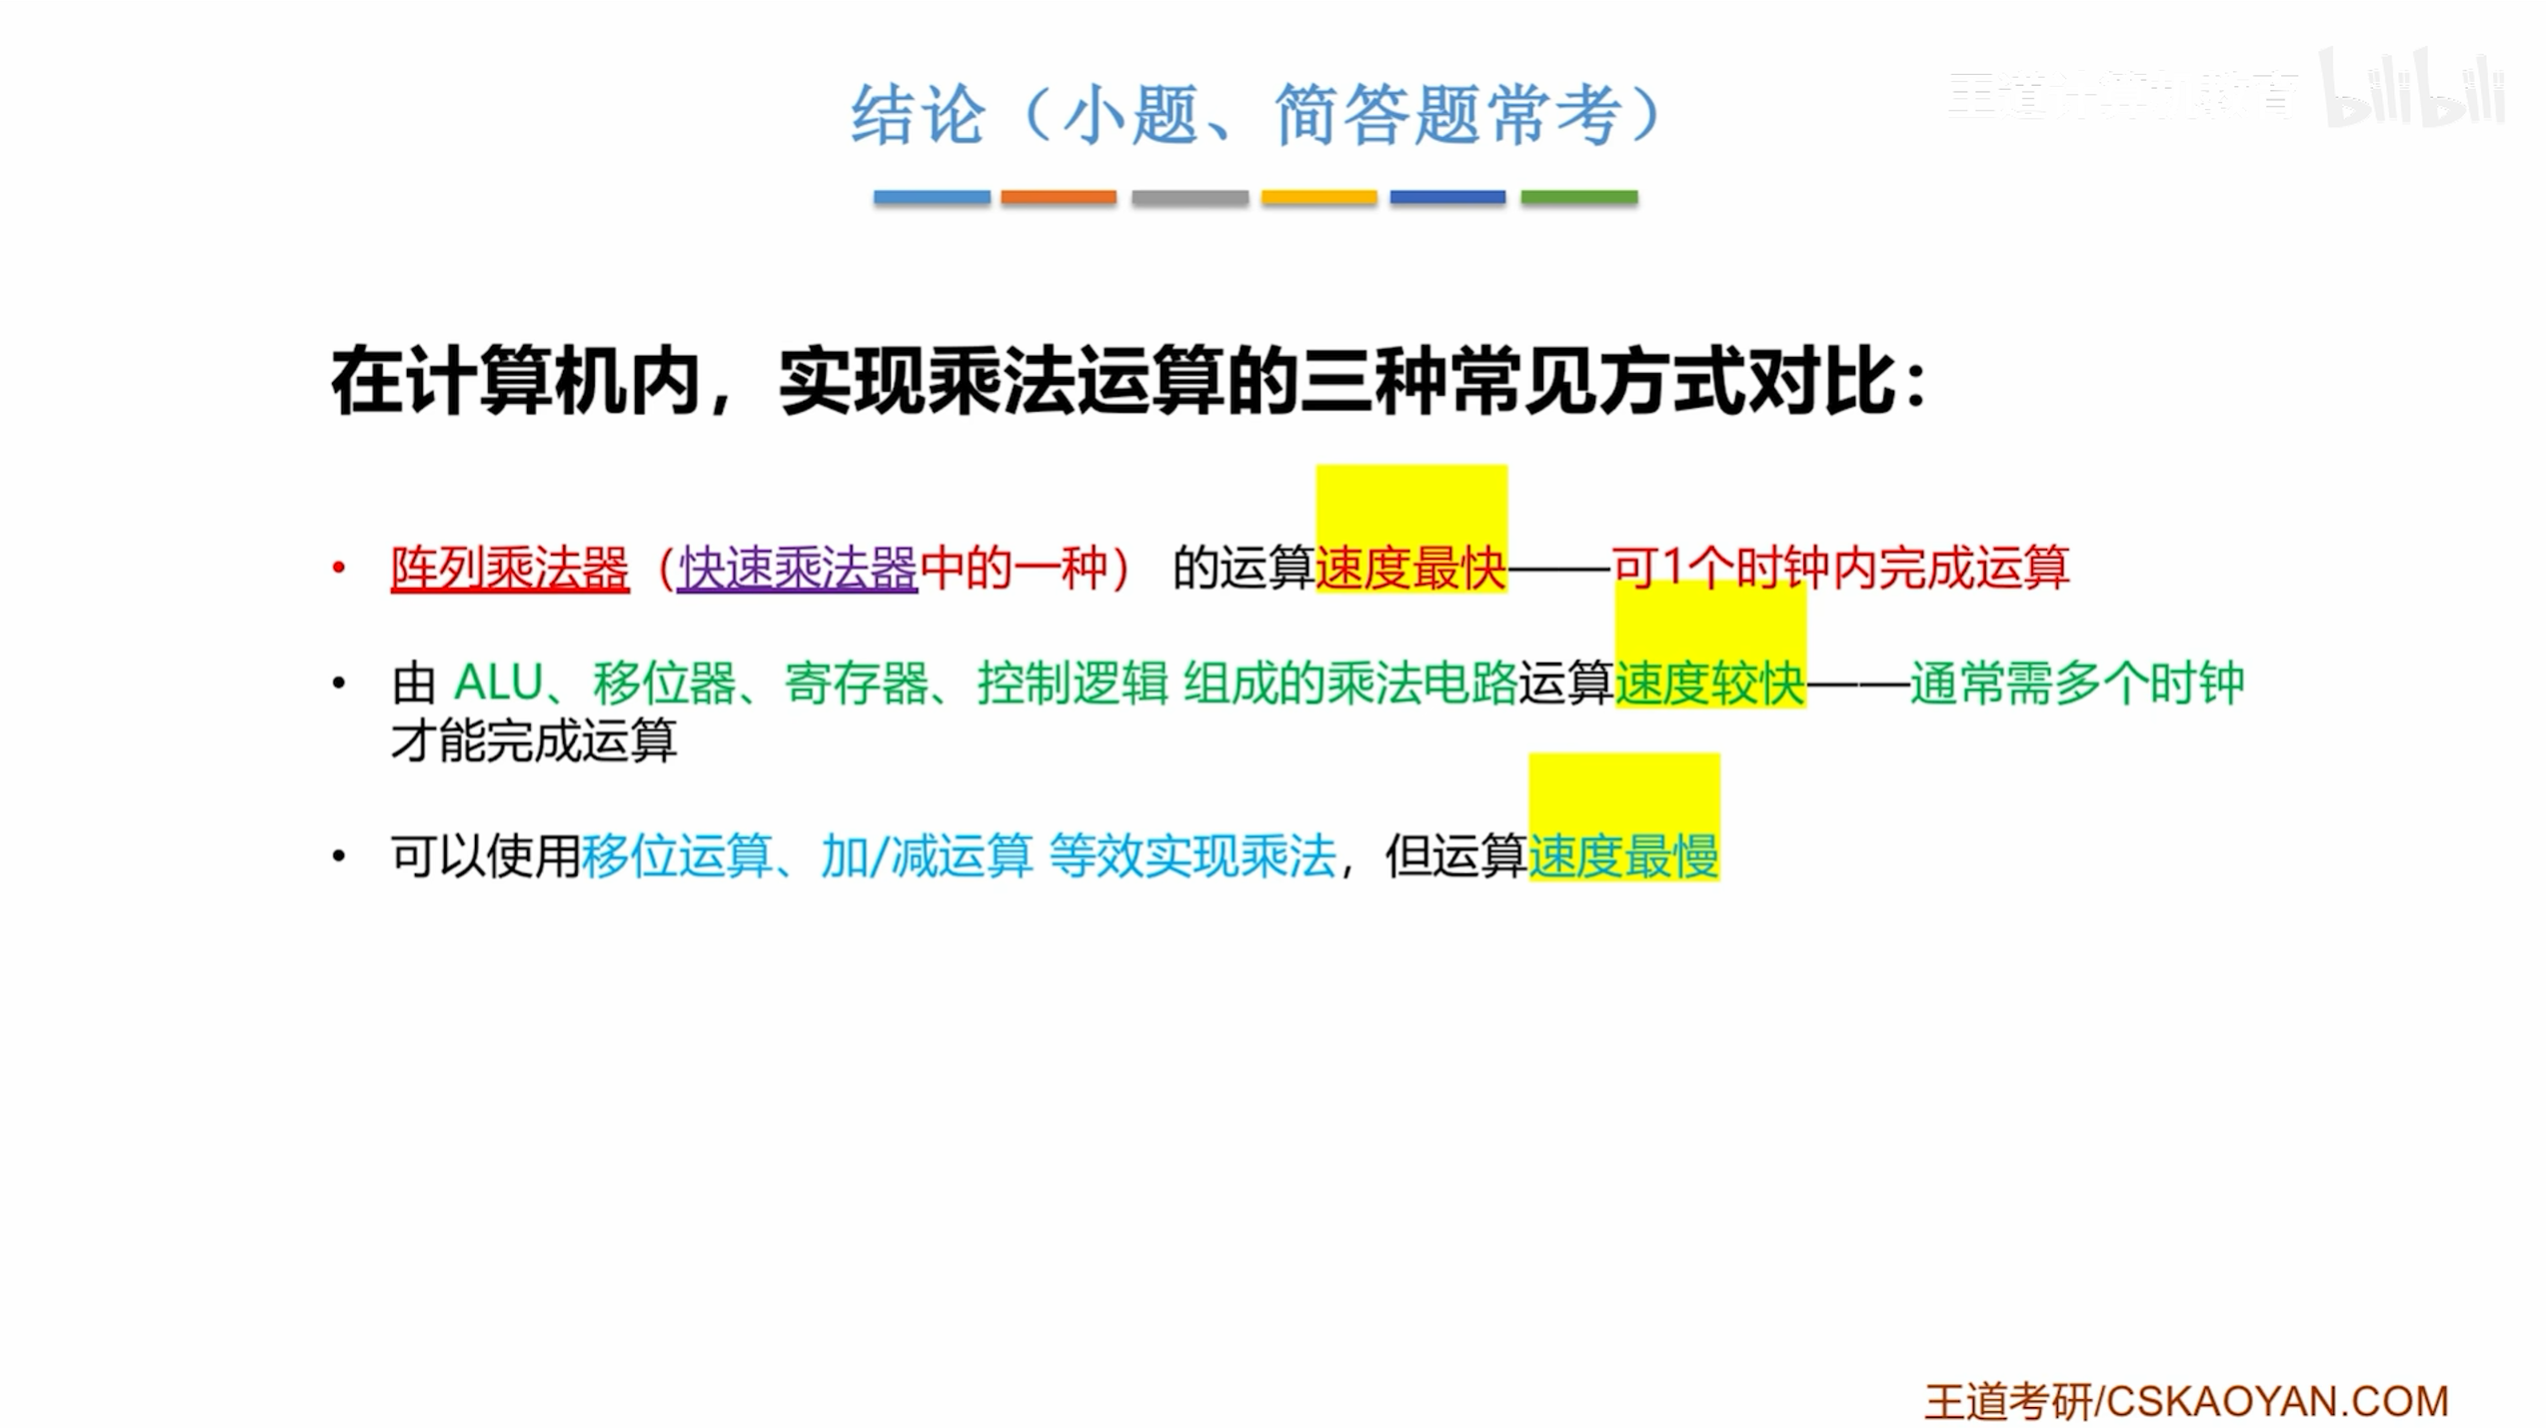 结论（小题、简答题常考）
王道计算机教育 bilibili
在计算机内，实现乘法运算的三种常见方式对比：
• 阵列乘法器（快速乘法器中的一种） 的运算速度最快——可1个时钟内完成运算
• 由 ALU、移位器、寄存器、控制逻辑 组成的乘法电路运算速度较快——通常需多个时钟
才能完成运算
• 可以使用移位运算、加/减运算 等效实现乘法，但运算速度最慢
王道考研/CSKAOYAN.COM